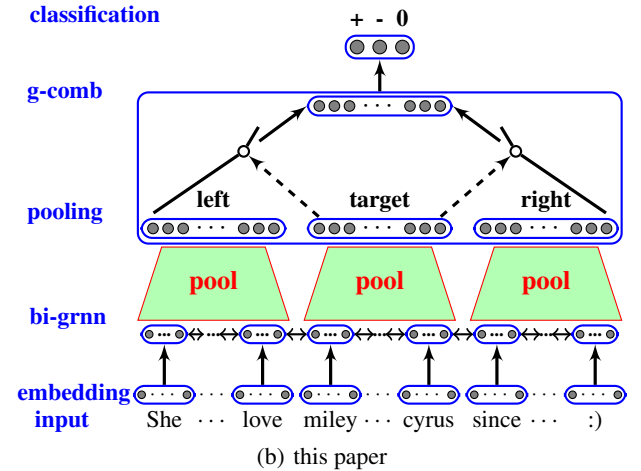 classification
+ - 0
g-comb
· · ·
left target right
pooling
· · · · · · · · ·
pool pool pool
bi-grnn
embedding
input
She · · · love miley · · · cyrus since · · · :)
(b) this paper